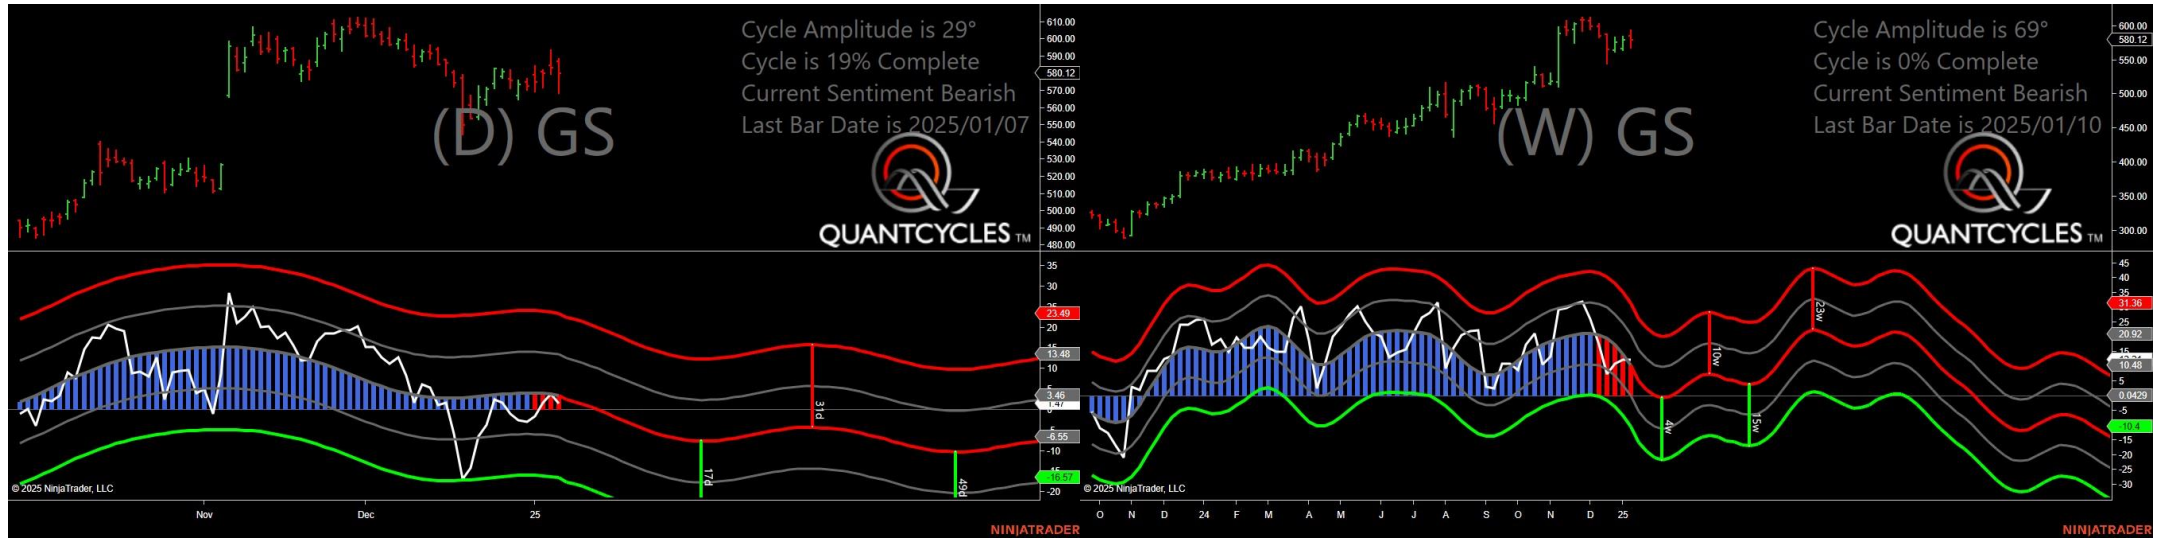 Cycle Amplitude is 29°
Cycle is 19% Complete
Current Sentiment Bearish
Last Bar Date is 2025/01/07
(D) GS
QUANTCYCLES TM
610.00
600.00
590.00
580.12
570.00
560.00
550.00
540.00
530.00
520.00
510.00
500.00
490.00
480.00
35
30
23.49
20
13.48
10
3.46
1.47
-6.55
-10
-16.57
-20
31d
17d
49d
© 2025 NinjaTrader, LLC
Nov
Dec
25
NINJATRADER
Cycle Amplitude is 69°
Cycle is 0% Complete
Current Sentiment Bearish
Last Bar Date is 2025/01/10
(W) GS
QUANTCYCLES TM
600.00
580.12
550.00
500.00
450.00
400.00
350.00
300.00
45
40
35
31.36
25
20.92
15
10.48
5
0.0429
-5
-10.4
-15
-20
-25
-30
23w
10w
4w
15w
© 2025 NinjaTrader, LLC
O N D 24 F M A M J J A S O N D 25
NINJATRADER